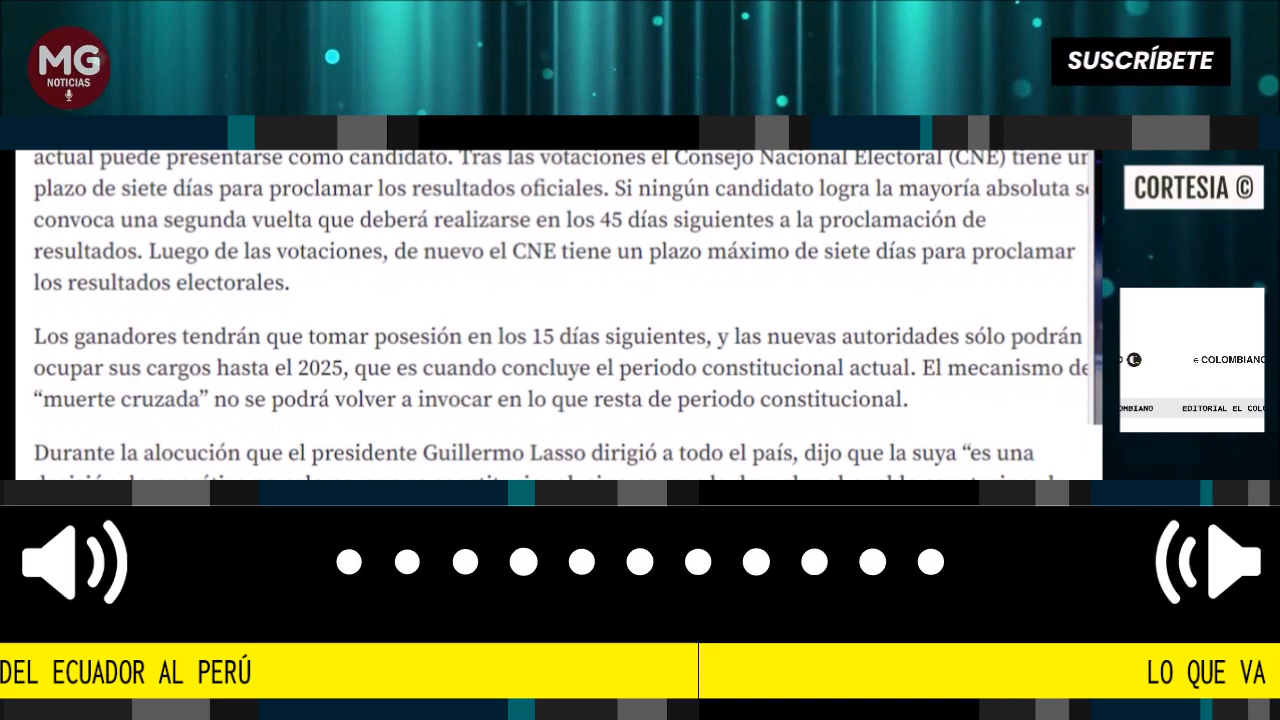 MG
NOTICIAS
SUSCRÍBETE
actual puede presentarse como candidato. Tras las votaciones el Consejo Nacional Electoral (CNE) tiene un
plazo de siete días para proclamar los resultados oficiales. Si ningún candidato logra la mayoría absoluta se
convoca una segunda vuelta que deberá realizarse en los 45 días siguientes a la proclamación de
resultados. Luego de las votaciones, de nuevo el CNE tiene un plazo máximo de siete días para proclamar
los resultados electorales.
Los ganadores tendrán que tomar posesión en los 15 días siguientes, y las nuevas autoridades sólo podrán
ocupar sus cargos hasta el 2025, que es cuando concluye el periodo constitucional actual. El mecanismo de
“muerte cruzada” no se podrá volver a invocar en lo que resta de periodo constitucional.
Durante la alocución que el presidente Guillermo Lasso dirigió a todo el país, dijo que la suya “es una
CORTESIA ©
COLOMBIANO
OMBIANO EDITORIAL EL COLO
DEL ECUADOR AL PERÚ
LO QUE VA